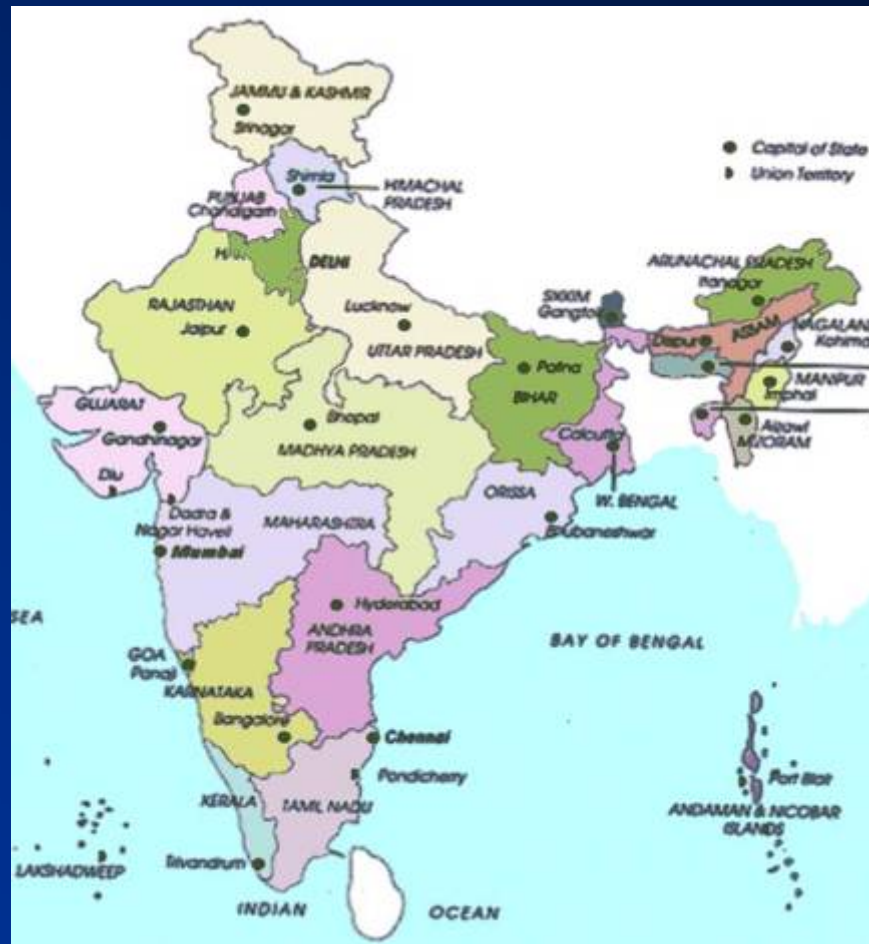 JAMMU & KASHMIR
Srinagar
Capital of State
Union Territory
Shimla
HIMACHAL
PRADESH
PUNJAB
Chandigarh
DELHI
ARUNACHAL PRADESH
Itanagar
SIKKIM
Gangtok
RAJASTHAN
Jaipur
Lucknow
UTTAR PRADESH
ASSAM
Dispur
NAGALAN
Kohima
Patna
BIHAR
MANIPUR
Imphal
GUJARAT
Gandhinagar
Bhopal
MADHYA PRADESH
Calcutta
MIZORAM
Diu
ORISSA
W. BENGAL
Dadra &
Nagar Haveli
MAHARASHTRA
Bhubaneshwar
Mumbai
Hyderabad
SEA
ANDHRA
PRADESH
BAY OF BENGAL
GOA
Panaji
KARNATAKA
Bangalore
Chennai
Pondicherry
Port Blair
KERALA
TAMIL NADU
ANDAMAN & NICOBAR
ISLANDS
LAKSHADWEEP
Trivandrum
INDIAN OCEAN